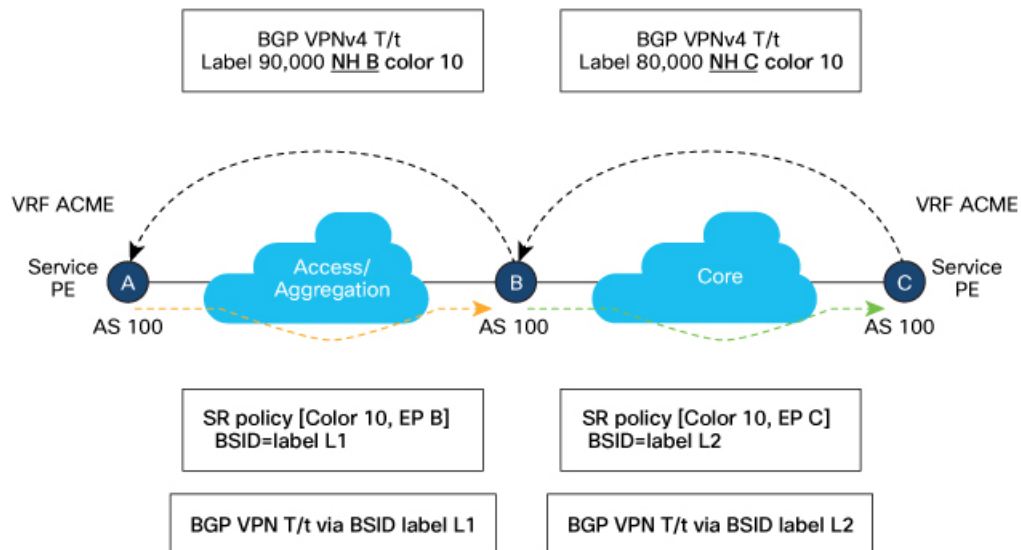 BGP VPNv4 T/t
Label 90,000 NH B color 10
BGP VPNv4 T/t
Label 80,000 NH C color 10
VRF ACME
VRF ACME
Service
PE
A
Access/
Aggregation
B
Core
C
Service
PE
AS 100
AS 100
AS 100
SR policy [Color 10, EP B]
BSID=label L1
SR policy [Color 10, EP C]
BSID=label L2
BGP VPN T/t via BSID label L1
BGP VPN T/t via BSID label L2